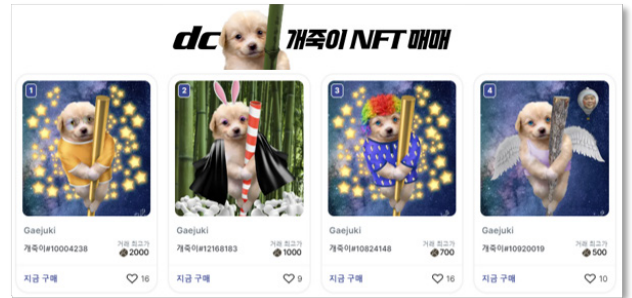 dc 개죽이 NFT 매매
1
Gaejuki
개죽이#10004238
거래 최고가
2000
지금 구매
16
2
Gaejuki
개죽이#12168183
거래 최고가
1000
지금 구매
9
3
Gaejuki
개죽이#10824148
거래 최고가
700
지금 구매
16
4
Gaejuki
개죽이#10920019
거래 최고가
500
지금 구매
10